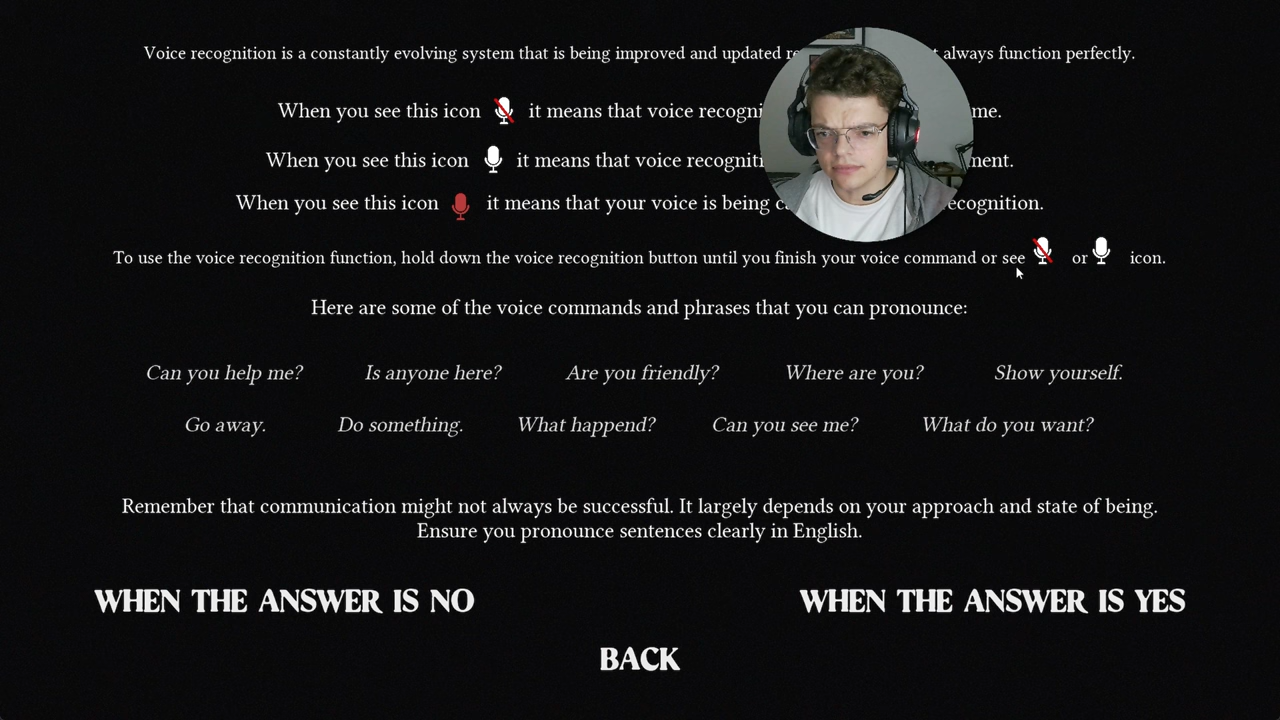 Voice recognition is a constantly evolving system that is being improved and updated always function perfectly.
When you see this icon it means that voice me.
When you see this icon it means that voice
When you see this icon it means that your voice is being
To use the voice recognition function, hold down the voice recognition button until you finish your voice command or see or icon.
Here are some of the voice commands and phrases that you can pronounce:
Can you help me? Is anyone here? Are you friendly? Where are you? Show yourself.
Go away. Do something. What happend? Can you see me? What do you want?
Remember that communication might not always be successful. It largely depends on your approach and state of being.
Ensure you pronounce sentences clearly in English.
WHEN THE ANSWER IS NO WHEN THE ANSWER IS YES
BACK